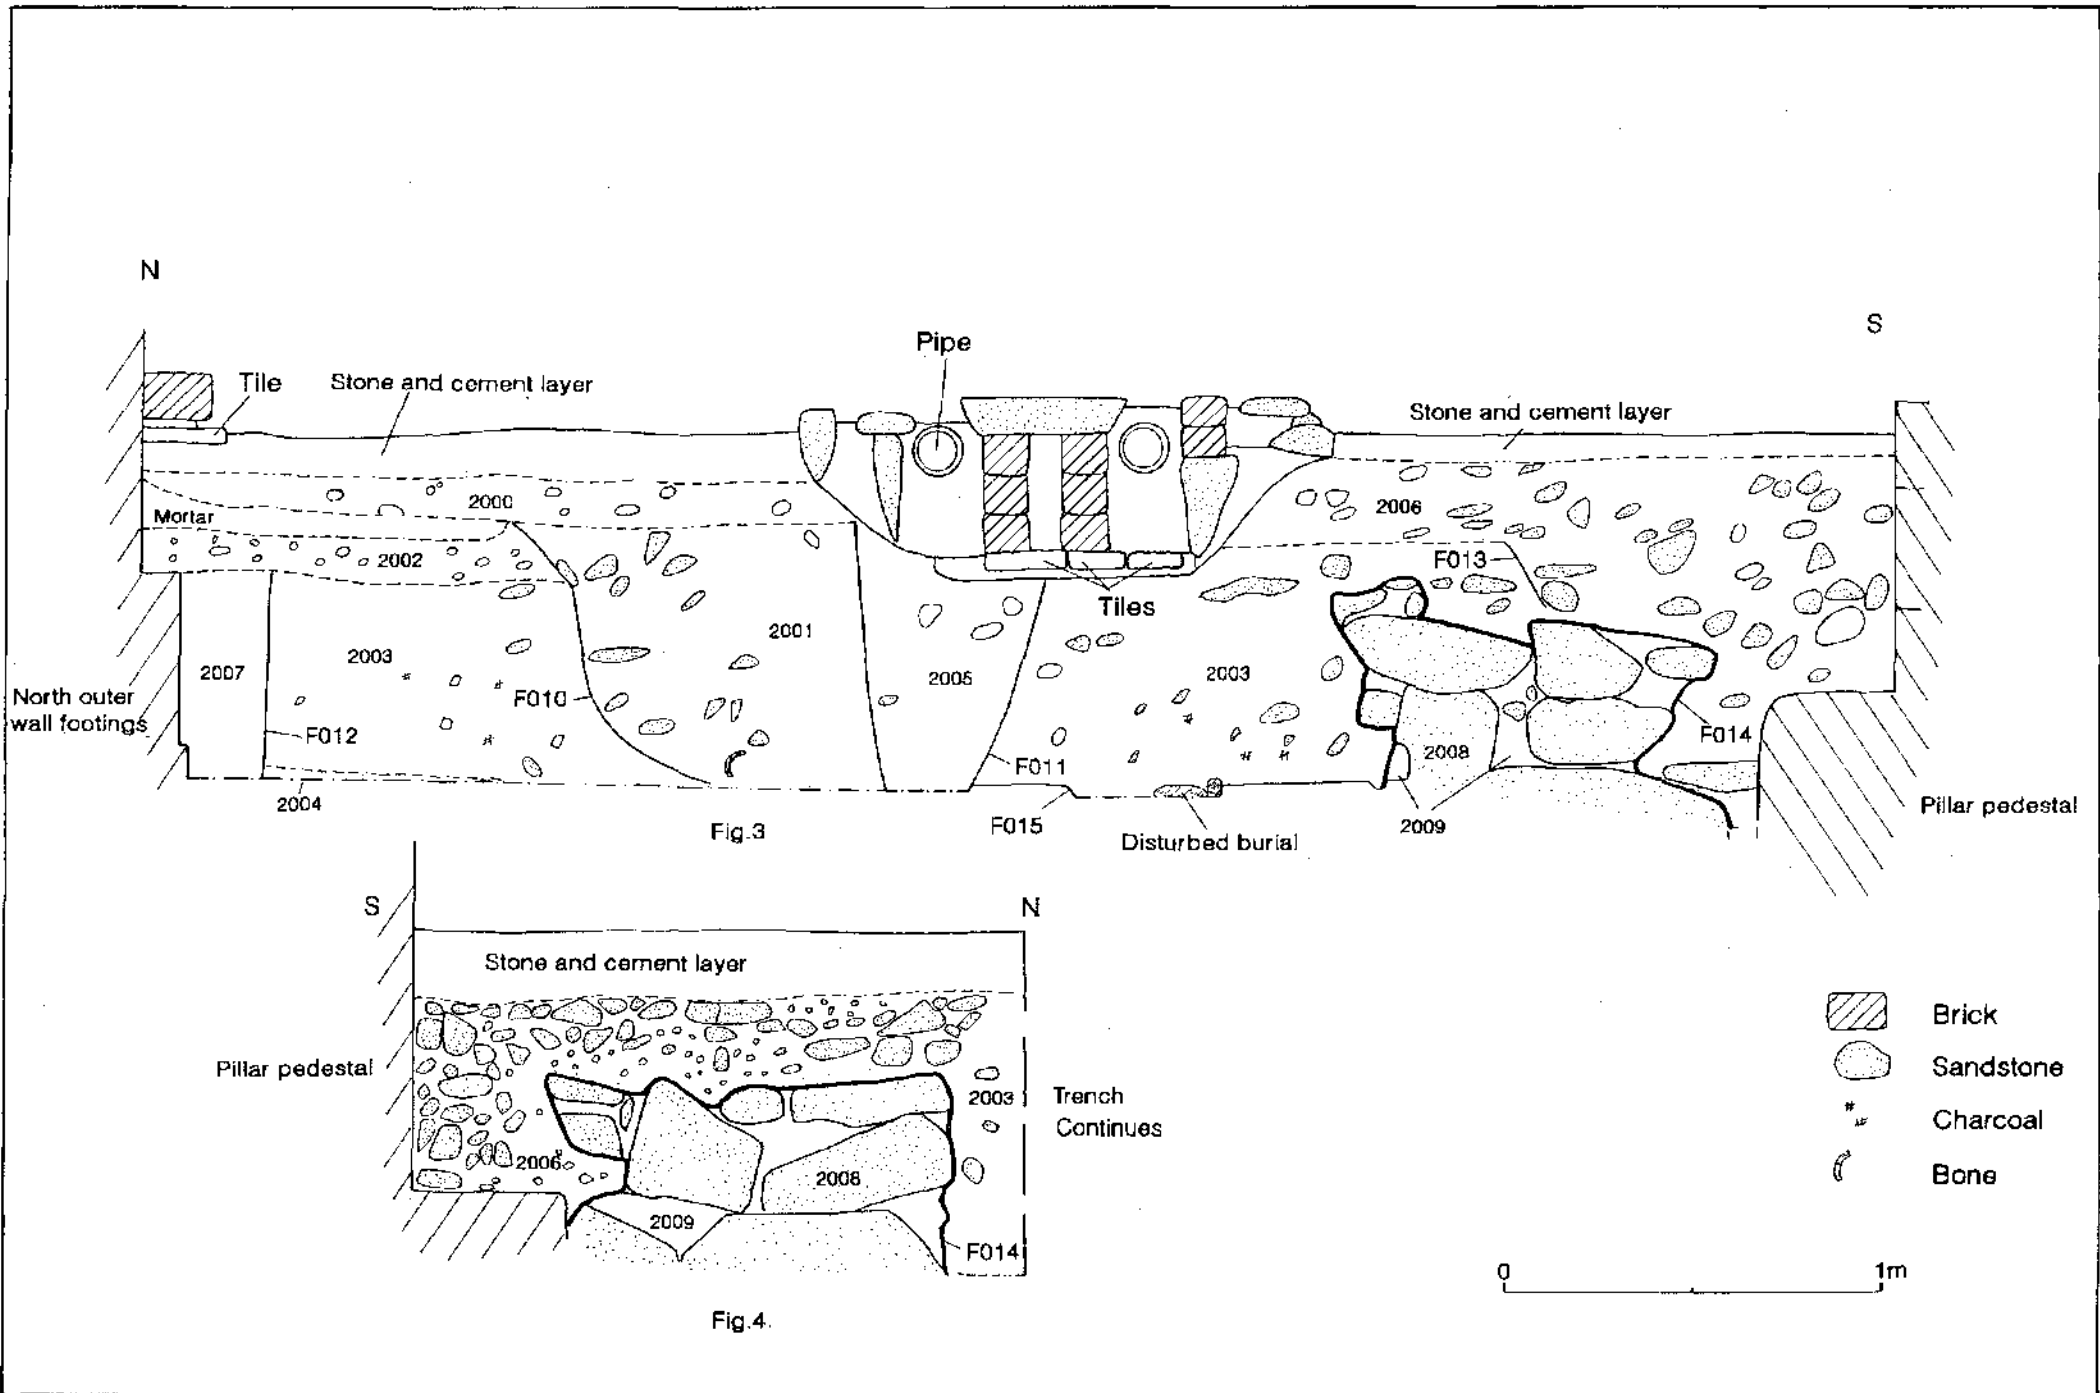 N
S
Pipe
Tile
Stone and cement layer
Stone and cement layer
2000
2006
Mortar
2002
F013
Tiles
2001
2007
2003
2005
2003
North outer
wall footings
F010
F012
F014
2008
F011
2004
Fig.3
F015
Disturbed burial
2009
Pillar pedestal
S
N
Stone and cement layer
Pillar pedestal
2003
Trench
Continues
2006
2008
2009
F014
Fig.4.
Brick
Sandstone
Charcoal
Bone
0
1m